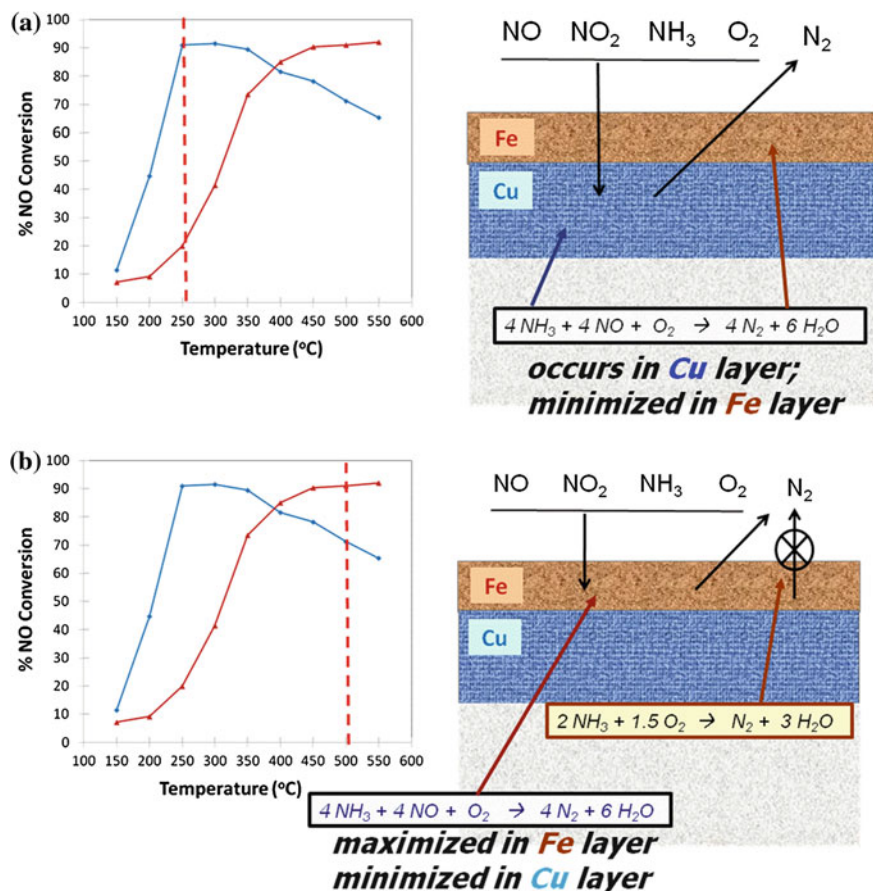 (a)
% NO Conversion
100
90
80
70
60
50
40
30
20
10
0
100 150 200 250 300 350 400 450 500 550 600
Temperature (°C)
NO NO₂ NH₃ O₂ N₂
Fe
Cu
4 NH₃ + 4 NO + O₂ → 4 N₂ + 6 H₂O
occurs in Cu layer;
minimized in Fe layer
(b)
% NO Conversion
100
90
80
70
60
50
40
30
20
10
0
100 150 200 250 300 350 400 450 500 550 600
Temperature (°C)
NO NO₂ NH₃ O₂ N₂
Fe
Cu
2 NH₃ + 1.5 O₂ → N₂ + 3 H₂O
4 NH₃ + 4 NO + O₂ → 4 N₂ + 6 H₂O
maximized in Fe layer
minimized in Cu layer